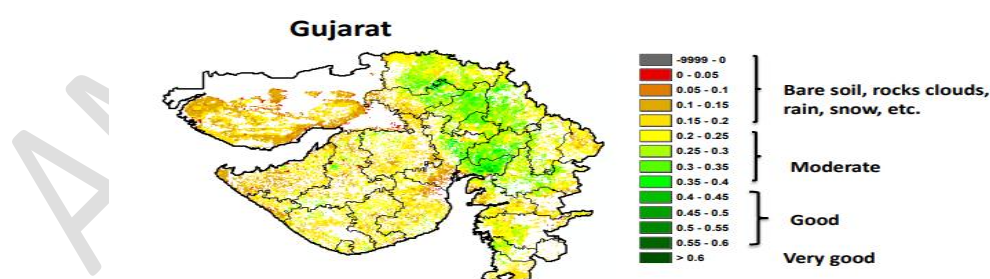 Gujarat
-9999 - 0
0 - 0.05
0.05 - 0.1
0.1 - 0.15
0.15 - 0.2
0.2 - 0.25
0.25 - 0.3
0.3 - 0.35
0.35 - 0.4
0.4 - 0.45
0.45 - 0.5
0.5 - 0.55
0.55 - 0.6
> 0.6
Bare soil, rocks clouds,
rain, snow, etc.
Moderate
Good
Very good